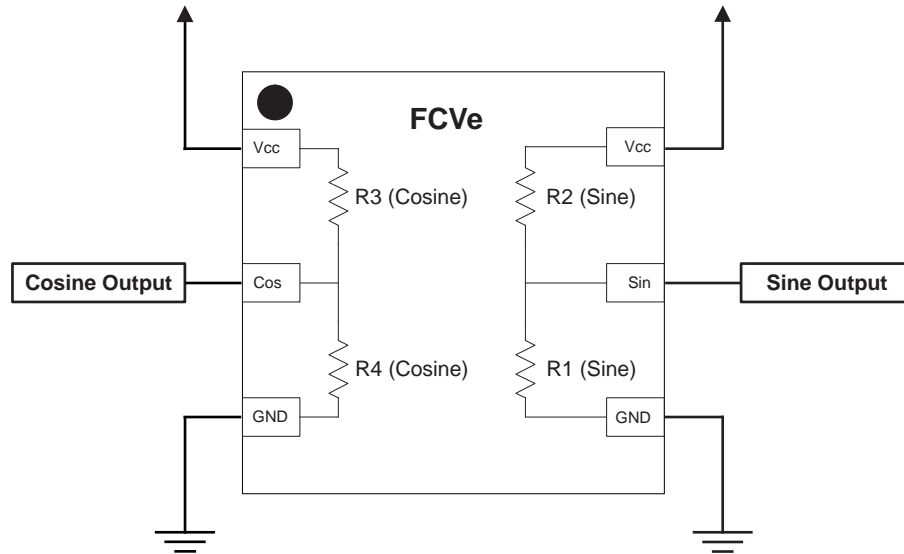 FCVe
Vcc
Vcc
R3 (Cosine)
R2 (Sine)
Cosine Output
Cos
Sin
Sine Output
R4 (Cosine)
R1 (Sine)
GND
GND